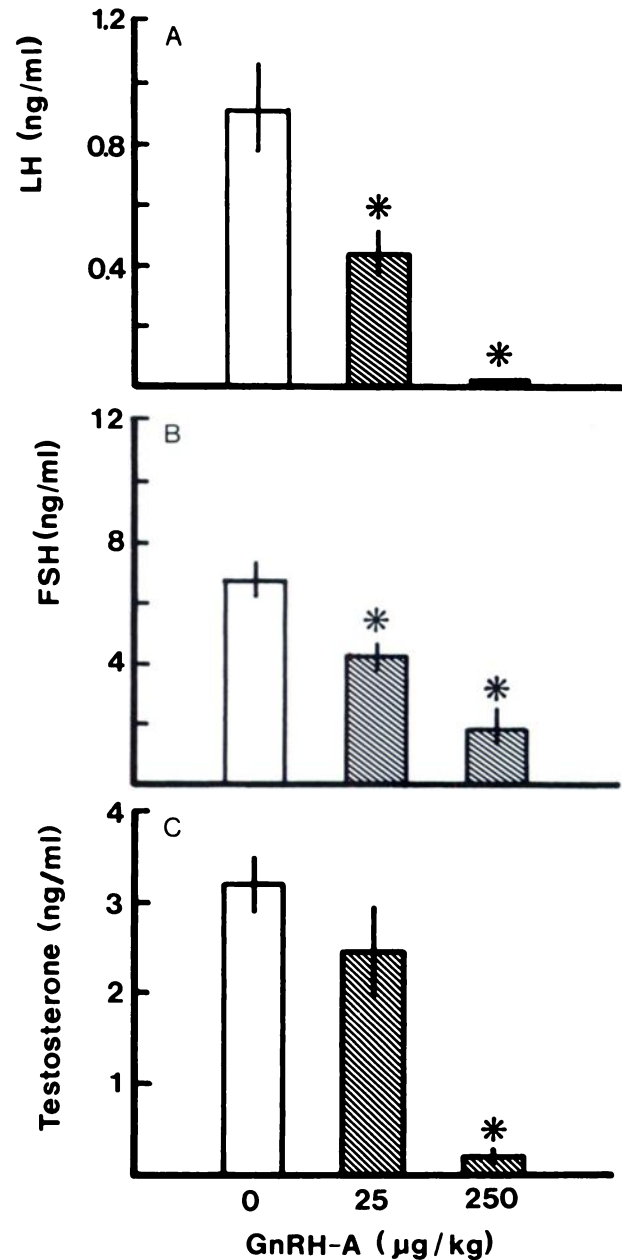 A
LH (ng/ml)
1.2
0.8
0.4
*
*
B
FSH (ng/ml)
12
8
4
*
*
C
Testosterone (ng/ml)
4
3
2
1
*
0 25 250
GnRH-A (µg/kg)